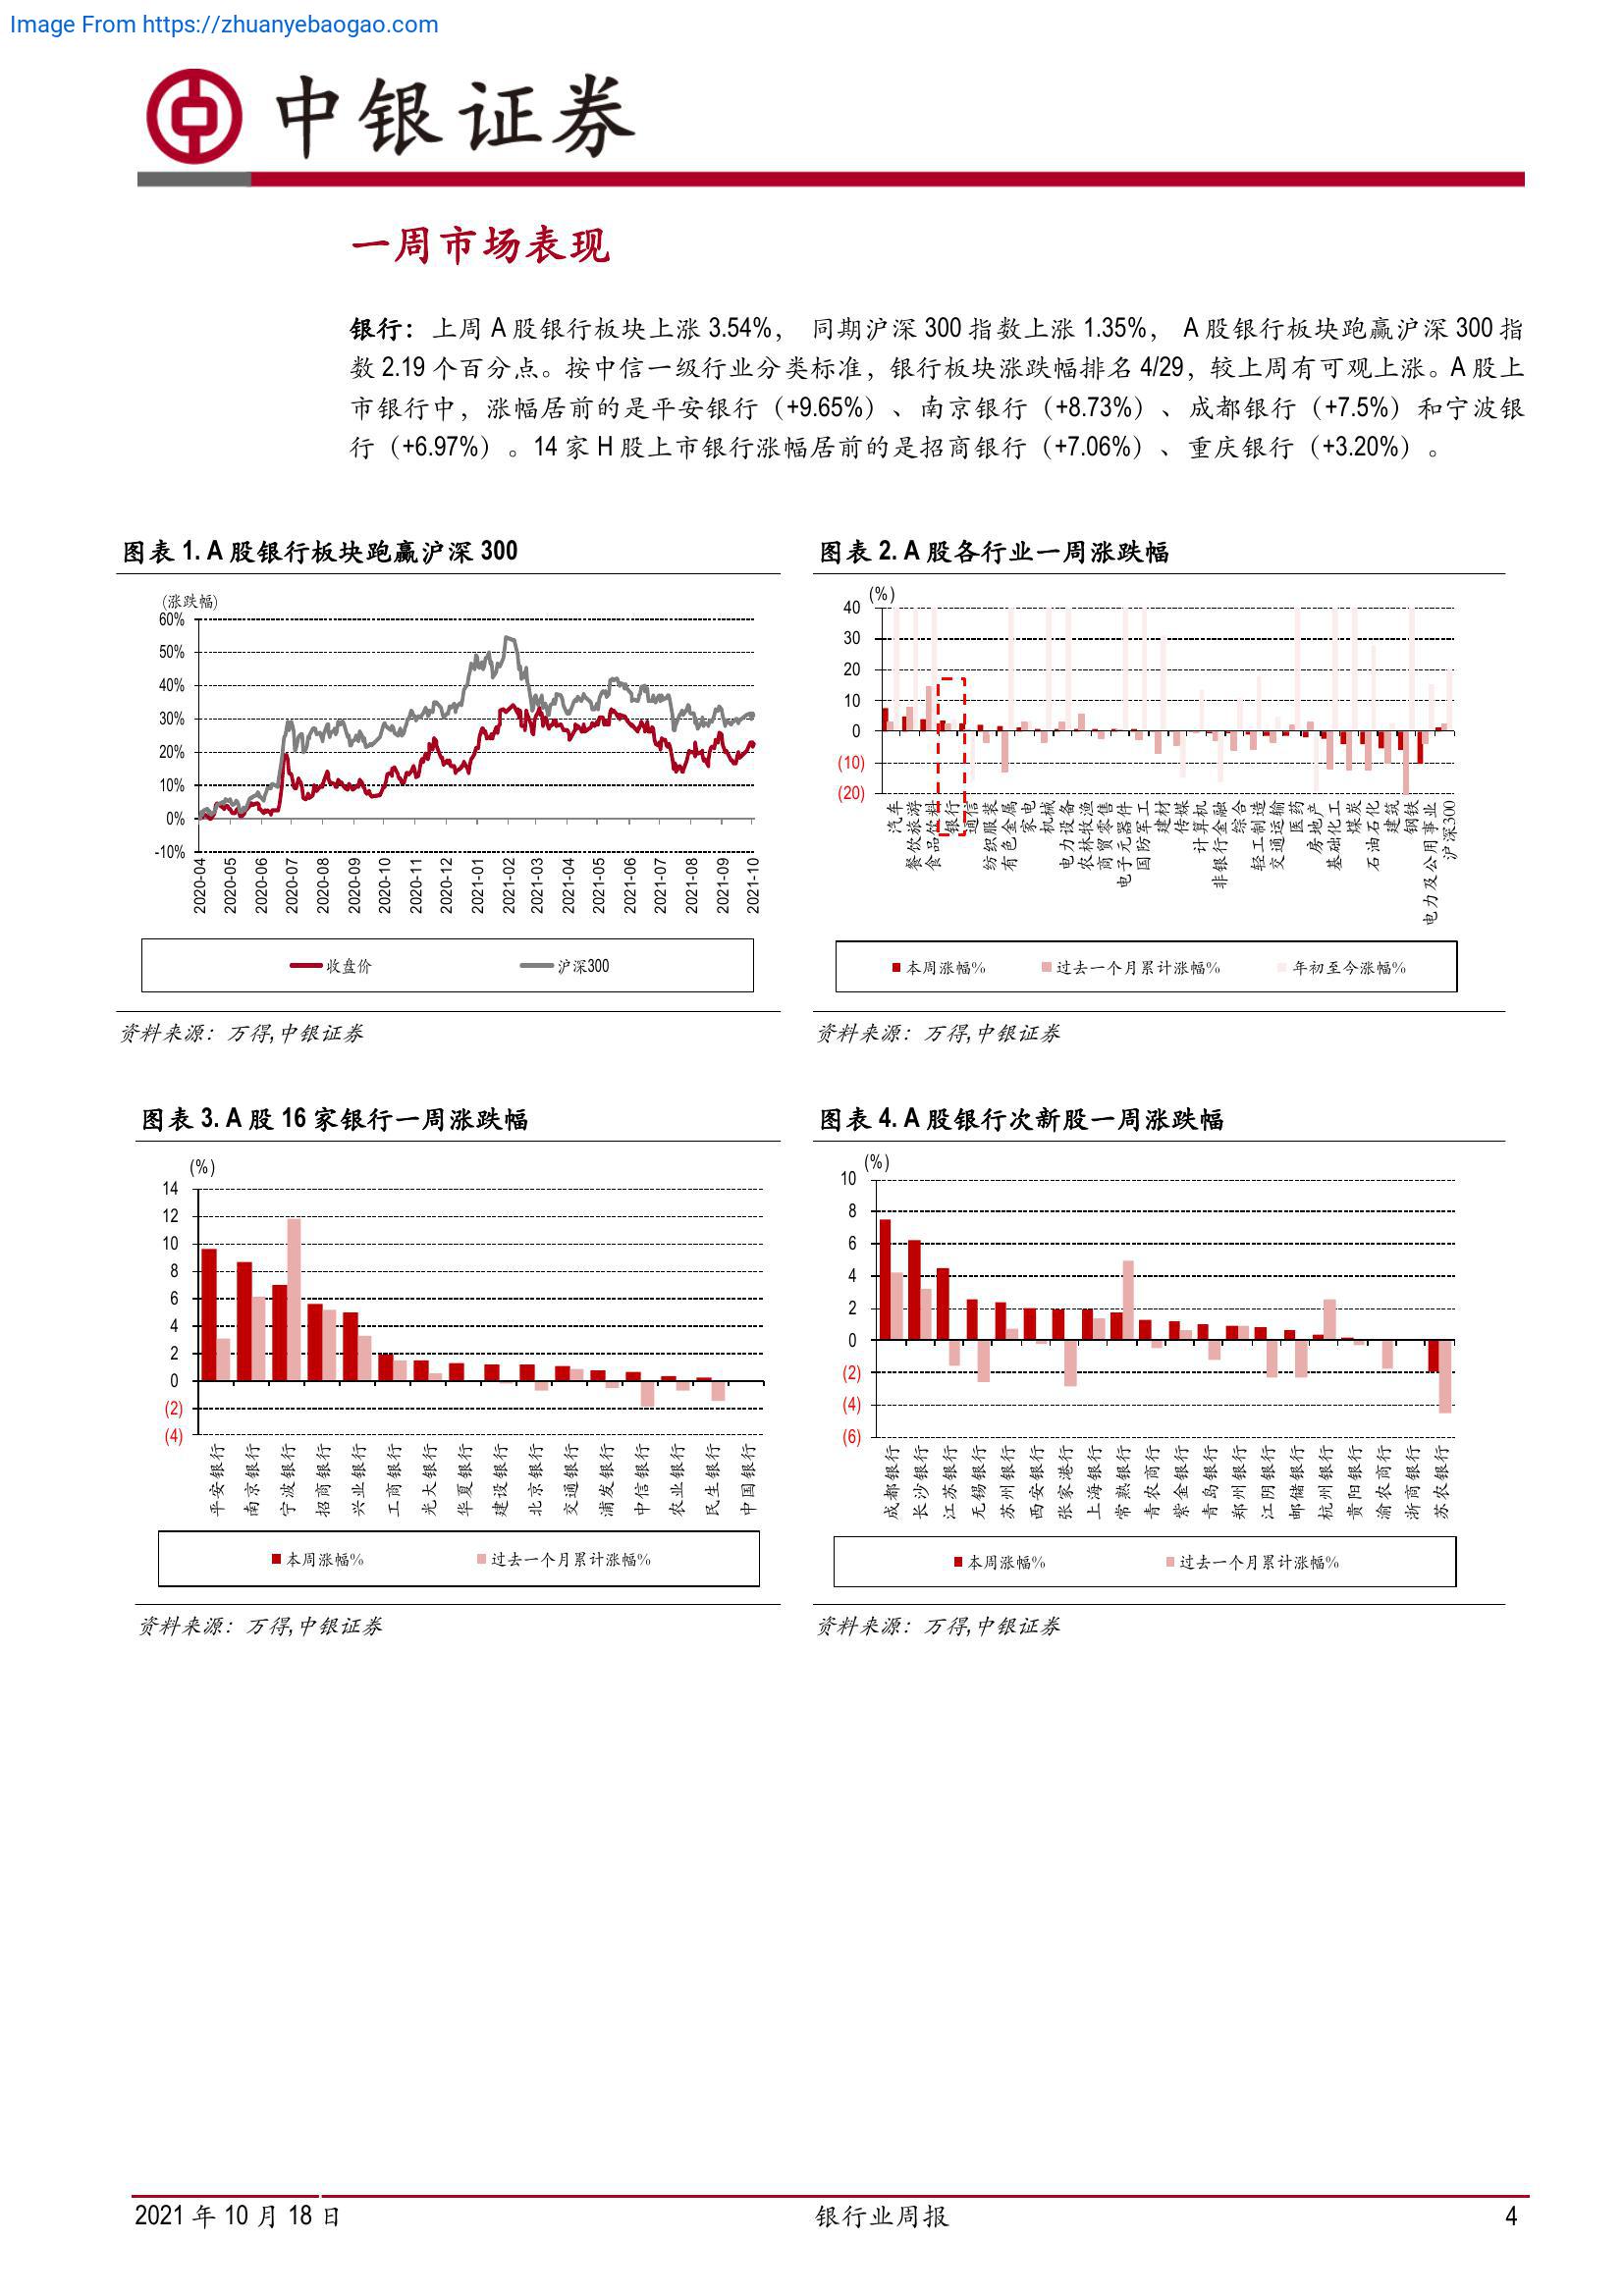 Image From https://zhuanyebaogao.com
中银证券
一周市场表现
银行：上周 A 股银行板块上涨 3.54%， 同期沪深 300 指数上涨 1.35%， A 股银行板块跑赢沪深 300 指
数 2.19 个百分点。按中信一级行业分类标准，银行板块涨跌幅排名 4/29，较上周有可观上涨。A 股上
市银行中，涨幅居前的是平安银行（+9.65%）、南京银行（+8.73%）、成都银行（+7.5%）和宁波银
行（+6.97%）。14 家 H 股上市银行涨幅居前的是招商银行（+7.06%）、重庆银行（+3.20%）。
图表 1. A 股银行板块跑赢沪深 300
(涨跌幅)
60%
50%
40%
30%
20%
10%
0%
-10%
2020-04
2020-05
2020-06
2020-07
2020-08
2020-09
2020-10
2020-11
2020-12
2021-01
2021-02
2021-03
2021-04
2021-05
2021-06
2021-07
2021-08
2021-09
2021-10
收盘价
沪深300
资料来源：万得,中银证券
图表 2. A 股各行业一周涨跌幅
(%)
40
30
20
10
0
(10)
(20)
汽车
餐饮旅游
食品饮料
银行
通信
纺织服装
有色金属
家电
机械
电力设备
农林牧渔
商贸零售
电子元器件
国防军工
建材
传媒
计算机
非银行金融
综合
轻工制造
交通运输
医药
房地产
基础化工
煤炭
石油石化
建筑
钢铁
电力及公用事业
沪深300
本周涨幅%
过去一个月累计涨幅%
年初至今涨幅%
资料来源：万得,中银证券
图表 3. A 股 16 家银行一周涨跌幅
(%)
14
12
10
8
6
4
2
0
(2)
(4)
平安银行
南京银行
宁波银行
招商银行
兴业银行
工商银行
光大银行
华夏银行
建设银行
北京银行
交通银行
浦发银行
中信银行
农业银行
民生银行
中国银行
本周涨幅%
过去一个月累计涨幅%
资料来源：万得,中银证券
图表 4. A 股银行次新股一周涨跌幅
(%)
10
8
6
4
2
0
(2)
(4)
(6)
成都银行
长沙银行
江苏银行
无锡银行
苏州银行
西安银行
张家港行
上海银行
常熟银行
青农商行
紫金银行
青岛银行
郑州银行
江阴银行
邮储银行
杭州银行
贵阳银行
渝农商行
浙商银行
苏农银行
本周涨幅%
过去一个月累计涨幅%
资料来源：万得,中银证券
2021 年 10 月 18 日
银行业周报
4